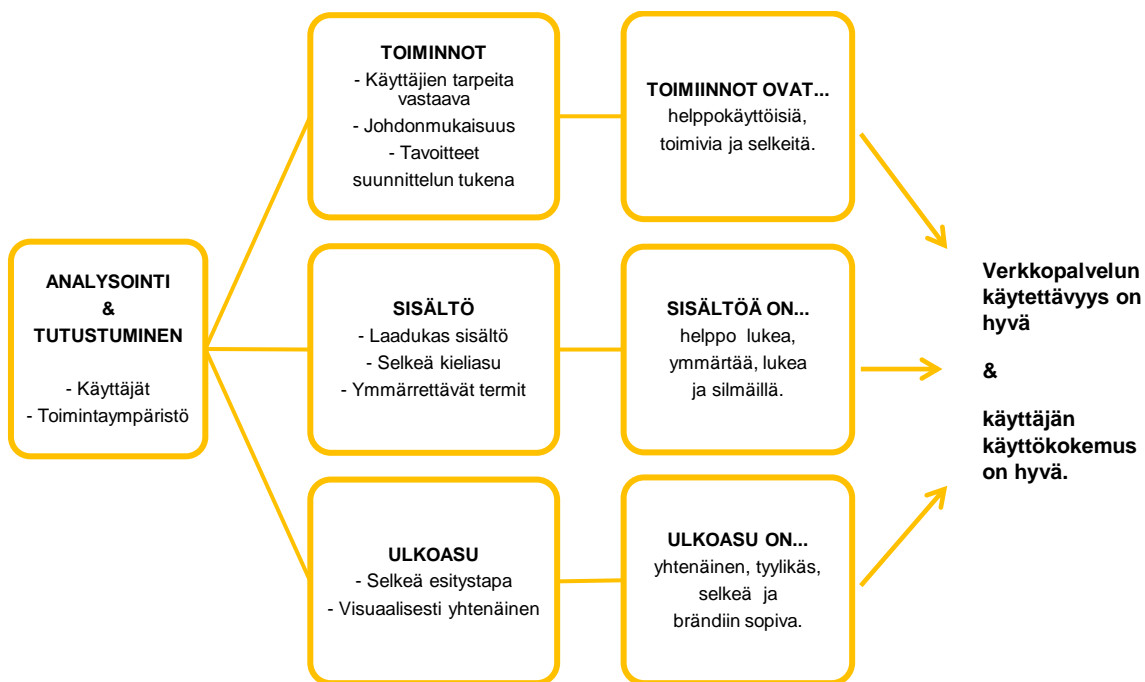 ANALYSOINTI
&
TUTUSTUMINEN
- Käyttäjät
- Toimintaympäristö
TOIMINNOT
- Käyttäjien tarpeita
vastaava
- Johdonmukaisuus
- Tavoitteet
suunnittelun tukena
TOIMIINNOT OVAT...
helppokäyttöisiä,
toimivia ja selkeitä.
SISÄLTÖ
- Laadukas sisältö
- Selkeä kieliasu
- Ymmärrettävät termit
SISÄLTÖÄ ON...
helppo lukea,
ymmärtää, lukea
ja silmäillä.
ULKOASU
- Selkeä esitystapa
- Visuaalisesti yhtenäinen
ULKOASU ON...
yhtenäinen, tyylikäs,
selkeä ja
brändiin sopiva.
Verkkopalvelun
käytettävyys on
hyvä
&
käyttäjän
käyttökokemus
on hyvä.